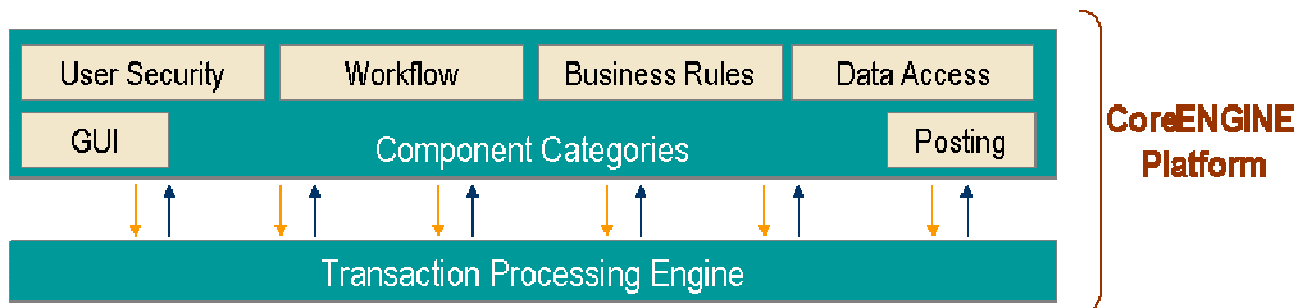 User Security
Workflow
Business Rules
Data Access
GUI
Component Categories
Posting
CoreENGINE
Platform
Transaction Processing Engine